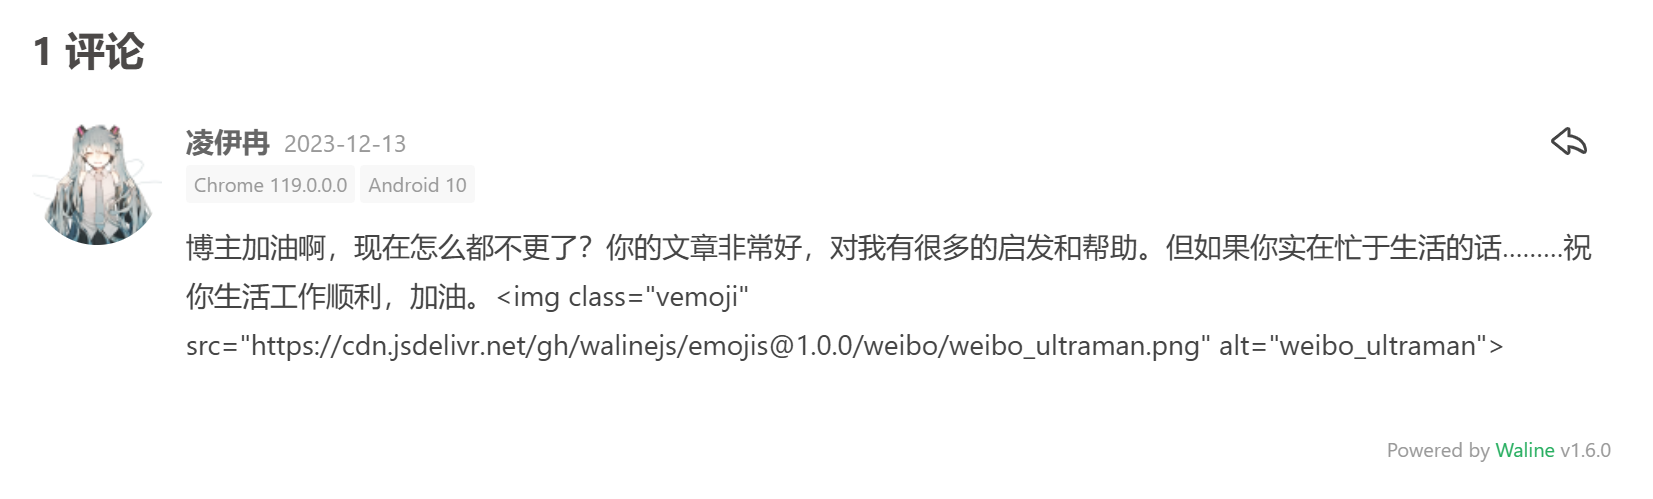 1 评论
凌伊冉 2023-12-13
Chrome 119.0.0.0 Android 10
博主加油啊，现在怎么都不更了？你的文章非常好，对我有很多的启发和帮助。但如果你实在忙于生活的话.........祝
你生活工作顺利，加油。<img class="vemoji"
src="https://cdn.jsdelivr.net/gh/walinejs/emojis@1.0.0/weibo/weibo_ultraman.png" alt="weibo_ultraman">
Powered by Waline v1.6.0